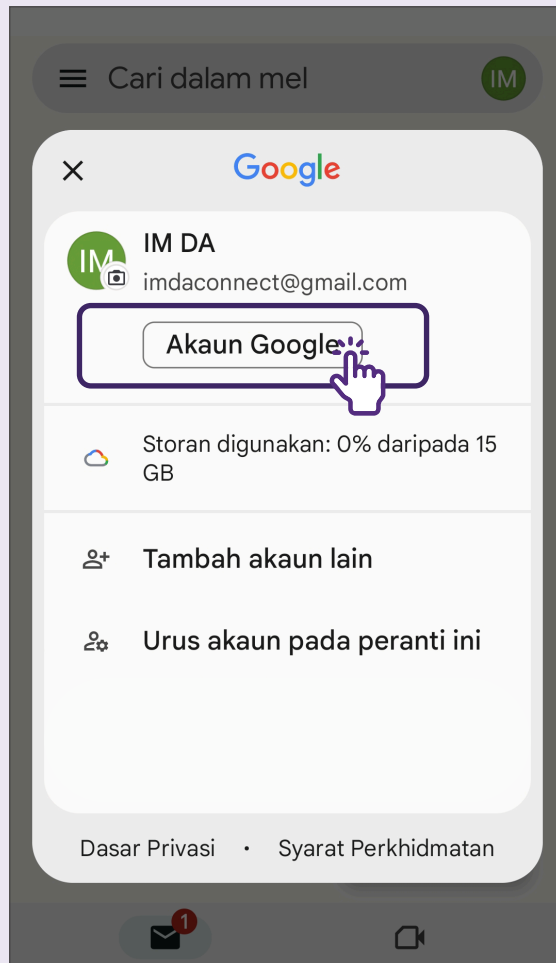 Cari dalam mel
IM
Google
IM
IM DA
imdaconnect@gmail.com
Akaun Google
Storan digunakan: 0% daripada 15
GB
Tambah akaun lain
Urus akaun pada peranti ini
Dasar Privasi • Syarat Perkhidmatan
1